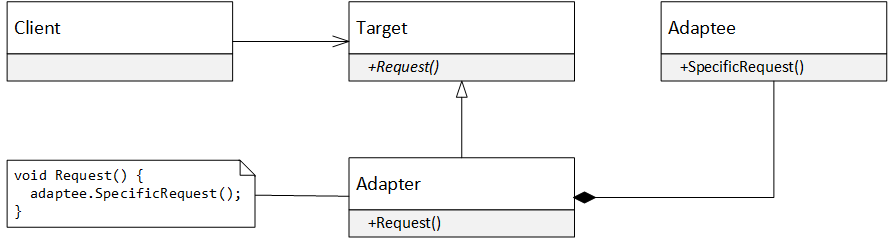 Client
Target
+Request()
Adaptee
+SpecificRequest()
void Request() {
  adaptee.SpecificRequest();
}
Adapter
+Request()